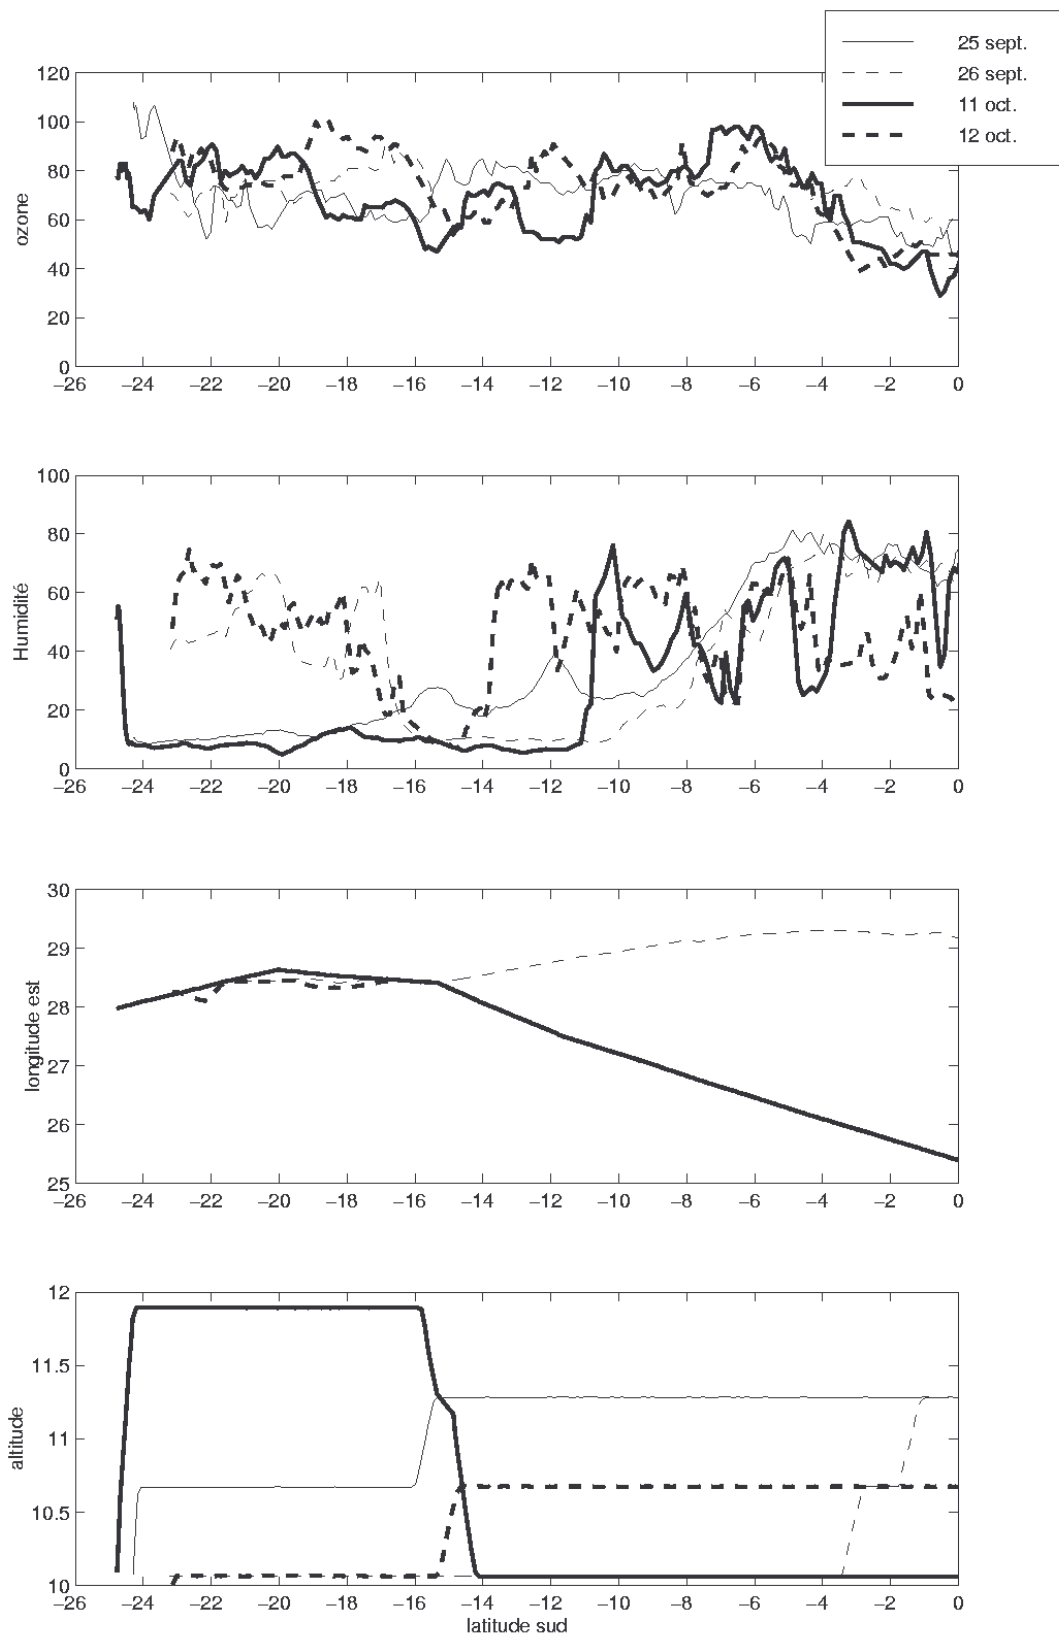 25 sept.
26 sept.
11 oct.
12 oct.
120
100
80
60
40
20
0
ozone
−26 −24 −22 −20 −18 −16 −14 −12 −10 −8 −6 −4 −2 0
100
80
60
40
20
0
Humidité
−26 −24 −22 −20 −18 −16 −14 −12 −10 −8 −6 −4 −2 0
30
29
28
27
26
25
longitude est
−26 −24 −22 −20 −18 −16 −14 −12 −10 −8 −6 −4 −2 0
12
11.5
11
10.5
10
altitude
−26 −24 −22 −20 −18 −16 −14 −12 −10 −8 −6 −4 −2 0
latitude sud